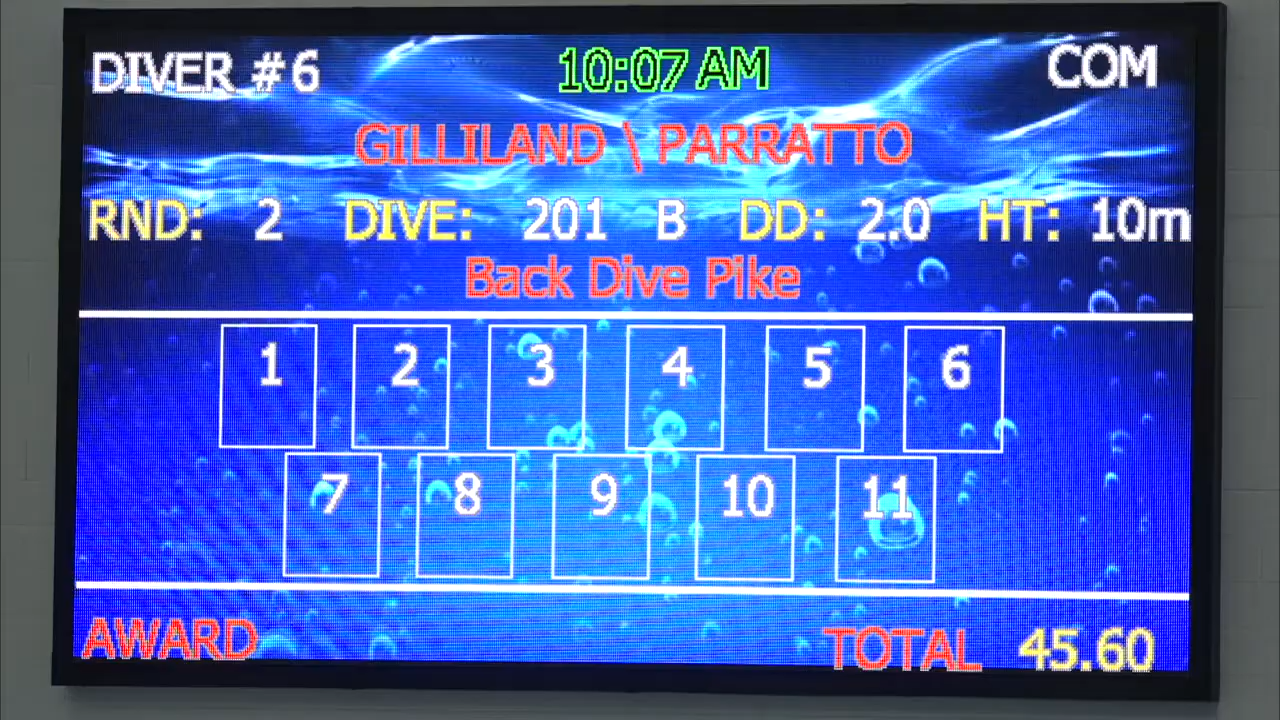 DIVER #6 10:07 AM COM
GILLILAND \ PARRATTO
RND: 2 DIVE: 201 B DD: 2.0 HT: 10m
Back Dive Pike
1 2 3 4 5 6
7 8 9 10 11
AWARD TOTAL 45.60